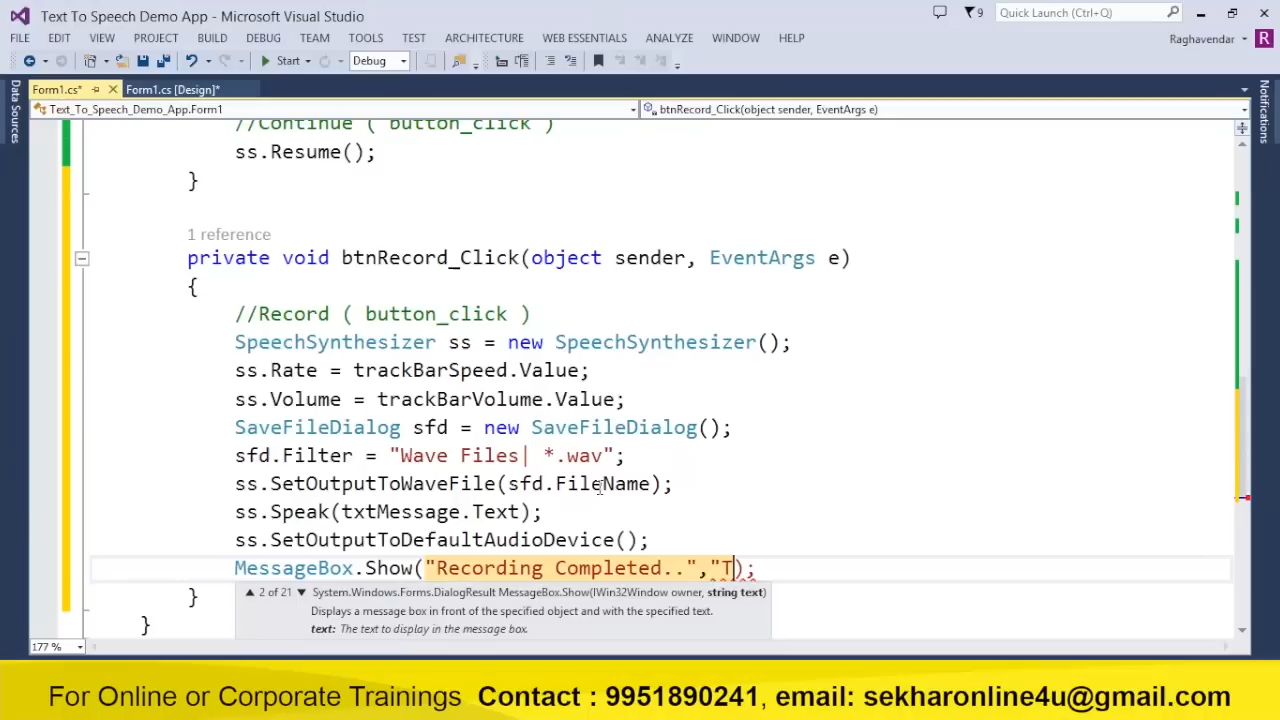 Text To Speech Demo App - Microsoft Visual Studio
9
Quick Launch (Ctrl+Q)
FILE EDIT VIEW PROJECT BUILD DEBUG TEAM TOOLS TEST ARCHITECTURE WEB ESSENTIALS ANALYZE WINDOW HELP
Raghavendar R
Start Debug
Data Sources
Notifications
Form1.cs* Form1.cs [Design]*
Text_To_Speech_Demo_App.Form1 btnRecord_Click(object sender, EventArgs e)
//Continue ( button_click )
ss.Resume();
}
1 reference
private void btnRecord_Click(object sender, EventArgs e)
{
//Record ( button_click )
SpeechSynthesizer ss = new SpeechSynthesizer();
ss.Rate = trackBarSpeed.Value;
ss.Volume = trackBarVolume.Value;
SaveFileDialog sfd = new SaveFileDialog();
sfd.Filter = "Wave Files| *.wav";
ss.SetOutputToWaveFile(sfd.FileName);
ss.Speak(txtMessage.Text);
ss.SetOutputToDefaultAudioDevice();
MessageBox.Show("Recording Completed..","T);
}
2 of 21 System.Windows.Forms.DialogResult MessageBox.Show(IWin32Window owner, string text)
Displays a message box in front of the specified object and with the specified text.
text: The text to display in the message box.
}
177 %
For Online or Corporate Trainings Contact : 9951890241, email: sekharonline4u@gmail.com